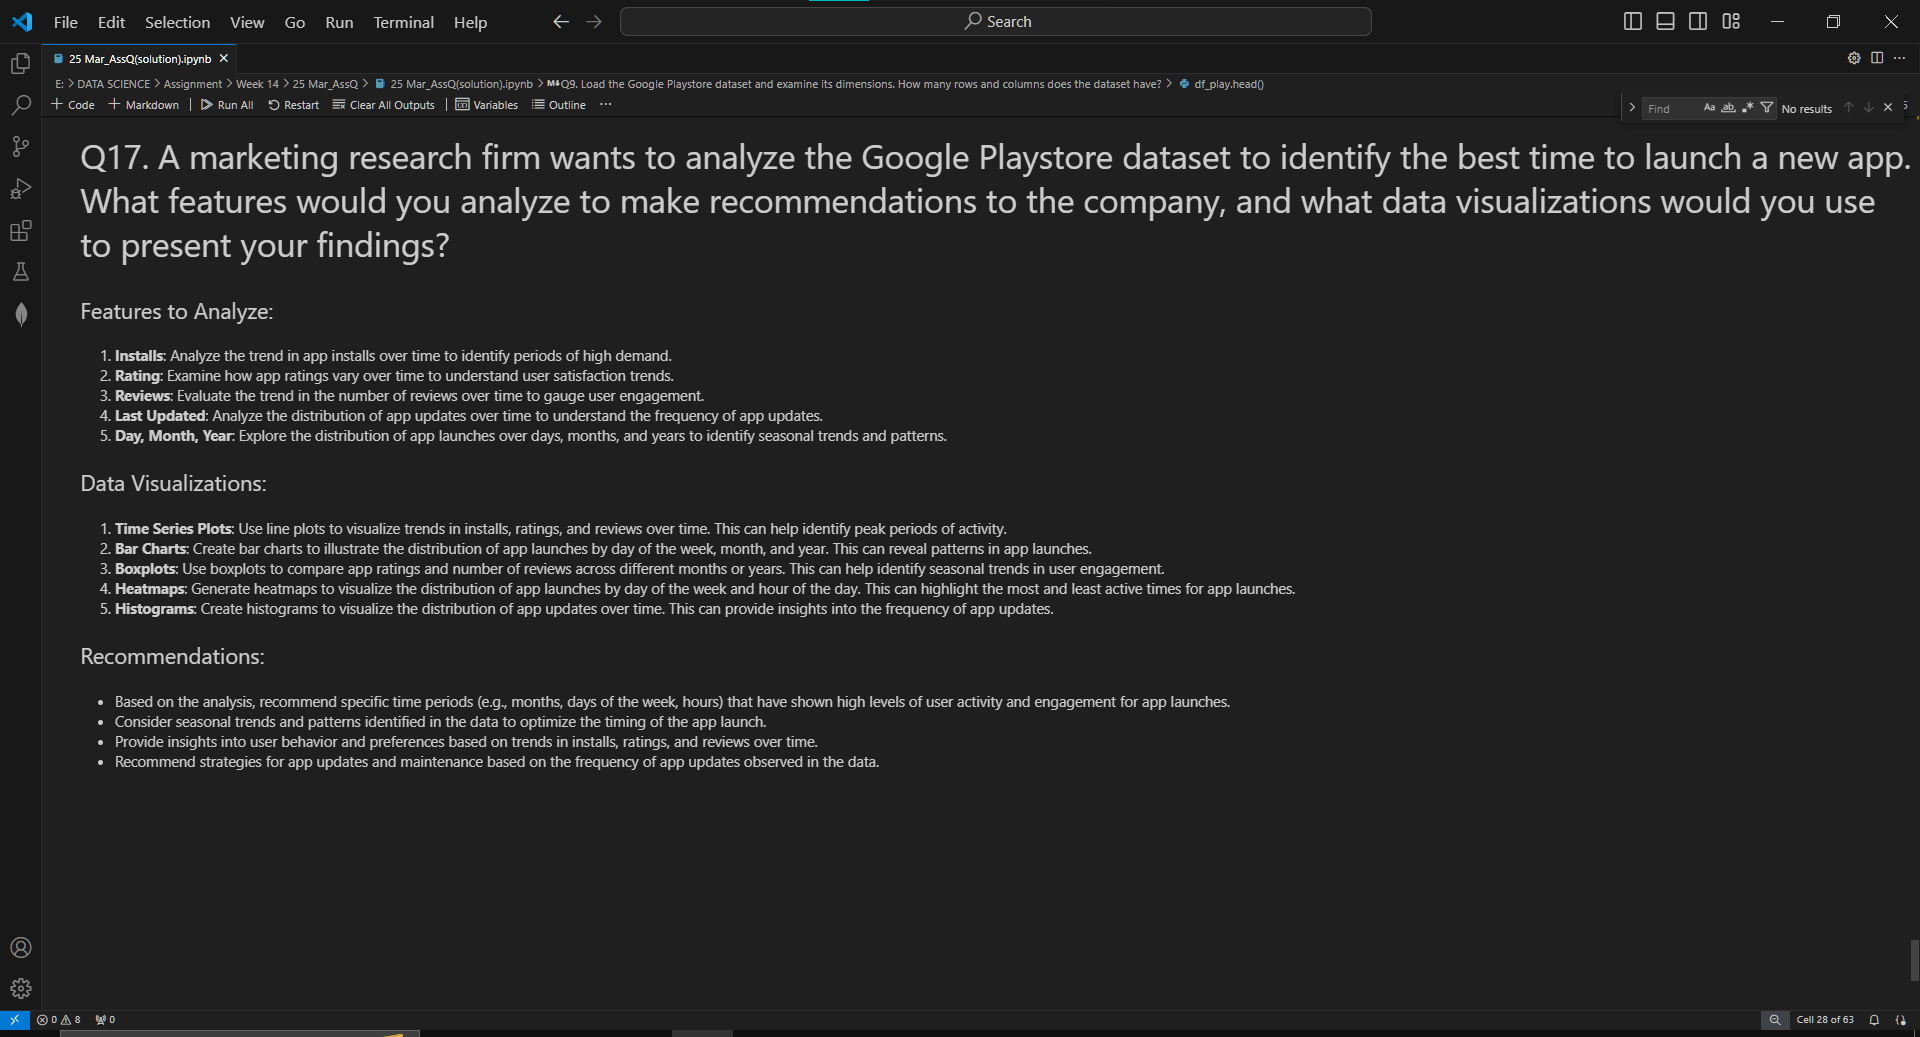 File Edit Selection View Go Run Terminal Help
Search
25 Mar_AssQ(solution).ipynb
E: > DATA SCIENCE > Assignment > Week 14 > 25 Mar_AssQ > 25 Mar_AssQ(solution).ipynb > M↓Q9. Load the Google Playstore dataset and examine its dimensions. How many rows and columns does the dataset have? > df_play.head()
+ Code + Markdown | Run All Restart Clear All Outputs | Variables Outline ...
Find Aa ab .* No results
Q17. A marketing research firm wants to analyze the Google Playstore dataset to identify the best time to launch a new app.
What features would you analyze to make recommendations to the company, and what data visualizations would you use
to present your findings?
Features to Analyze:
1. Installs: Analyze the trend in app installs over time to identify periods of high demand.
2. Rating: Examine how app ratings vary over time to understand user satisfaction trends.
3. Reviews: Evaluate the trend in the number of reviews over time to gauge user engagement.
4. Last Updated: Analyze the distribution of app updates over time to understand the frequency of app updates.
5. Day, Month, Year: Explore the distribution of app launches over days, months, and years to identify seasonal trends and patterns.
Data Visualizations:
1. Time Series Plots: Use line plots to visualize trends in installs, ratings, and reviews over time. This can help identify peak periods of activity.
2. Bar Charts: Create bar charts to illustrate the distribution of app launches by day of the week, month, and year. This can reveal patterns in app launches.
3. Boxplots: Use boxplots to compare app ratings and number of reviews across different months or years. This can help identify seasonal trends in user engagement.
4. Heatmaps: Generate heatmaps to visualize the distribution of app launches by day of the week and hour of the day. This can highlight the most and least active times for app launches.
5. Histograms: Create histograms to visualize the distribution of app updates over time. This can provide insights into the frequency of app updates.
Recommendations:
• Based on the analysis, recommend specific time periods (e.g., months, days of the week, hours) that have shown high levels of user activity and engagement for app launches.
• Consider seasonal trends and patterns identified in the data to optimize the timing of the app launch.
• Provide insights into user behavior and preferences based on trends in installs, ratings, and reviews over time.
• Recommend strategies for app updates and maintenance based on the frequency of app updates observed in the data.
0 8 0
Cell 28 of 63